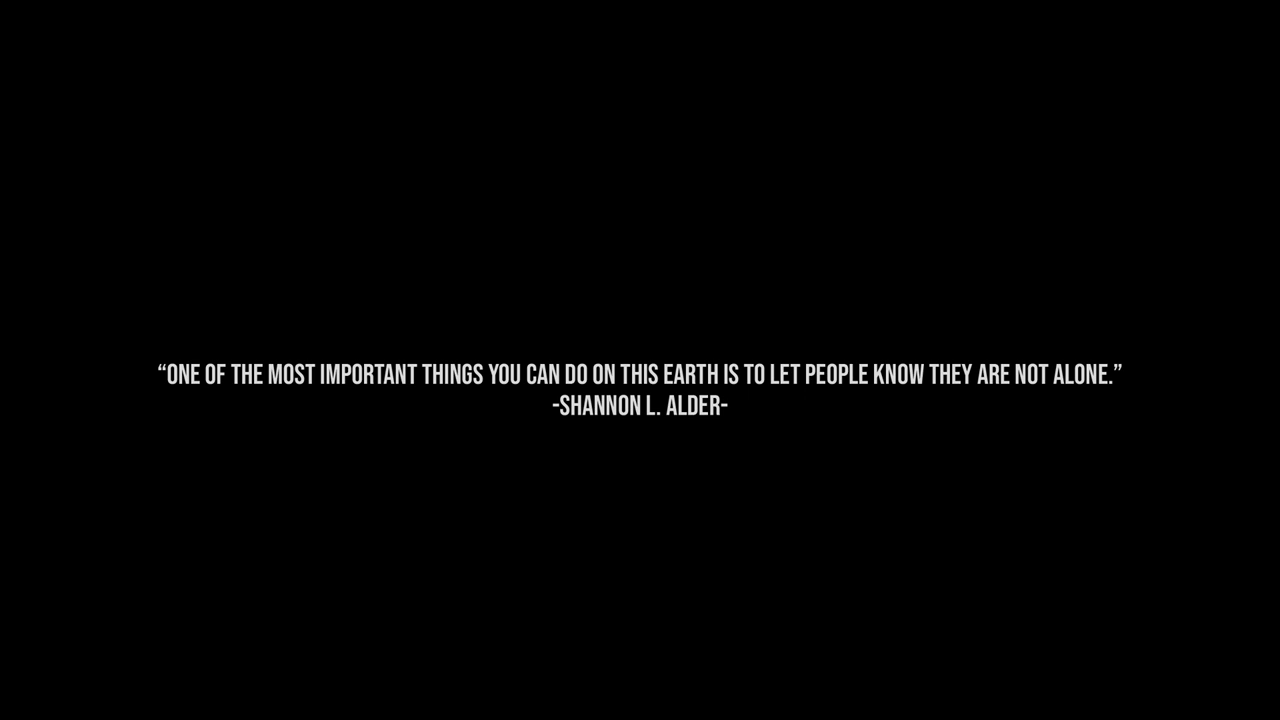 “ONE OF THE MOST IMPORTANT THINGS YOU CAN DO ON THIS EARTH IS TO LET PEOPLE KNOW THEY ARE NOT ALONE.”
-SHANNON L. ALDER-